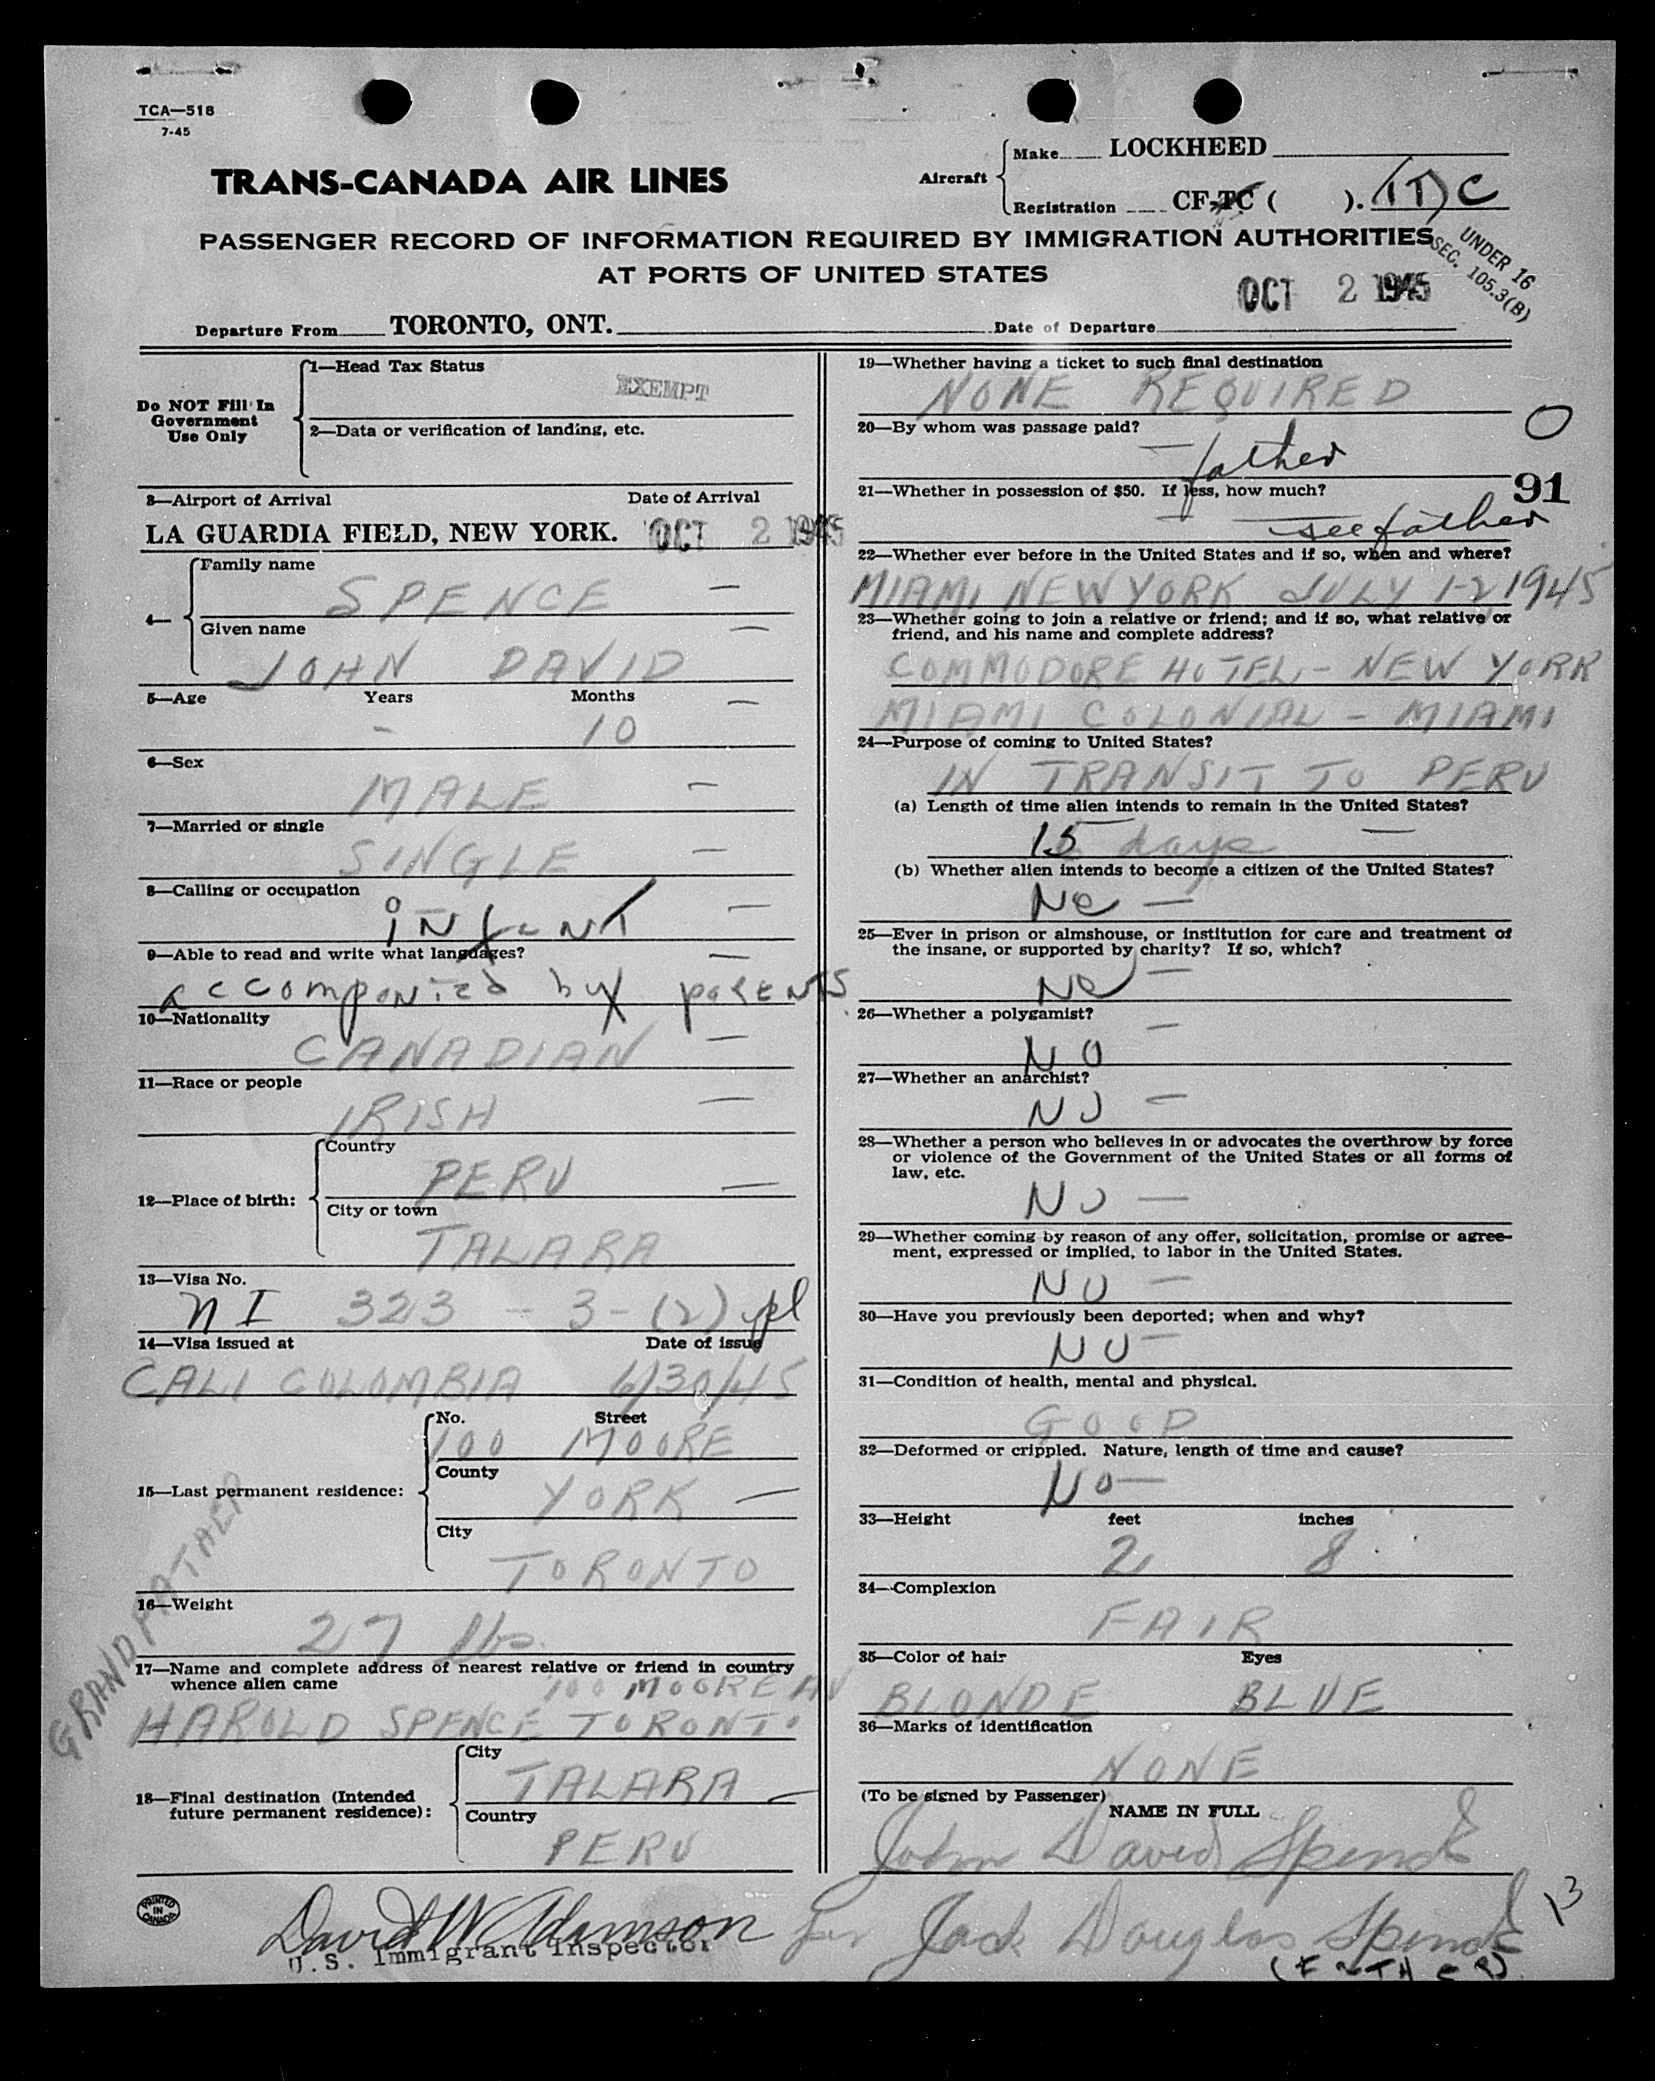 TCA—518
7-45
Make LOCKHEED
TRANS-CANADA AIR LINES
Aircraft
Registration CF-TC ( ). (T)C
PASSENGER RECORD OF INFORMATION REQUIRED BY IMMIGRATION AUTHORITIES
AT PORTS OF UNITED STATES
UNDER 16
SEC. 105.3(B)
OCT 2 1945
Departure From TORONTO, ONT. Date of Departure
Do NOT Fill In
Government
Use Only
1—Head Tax Status
EXEMPT
2—Data or verification of landing, etc.
3—Airport of Arrival Date of Arrival
LA GUARDIA FIELD, NEW YORK. OCT 2 1945
4—
Family name
SPENCE —
Given name —
JOHN DAVID
5—Age Years Months —
- 10
6—Sex
MALE —
7—Married or single
SINGLE —
8—Calling or occupation
INFANT —
9—Able to read and write what languages? —
accompanied by parents
10—Nationality
CANADIAN —
11—Race or people
IRISH —
12—Place of birth:
Country
PERU —
City or town
TALARA
13—Visa No.
NI 323 - 3-(2)
14—Visa issued at Date of issue
CALI COLOMBIA 6/30/45
15—Last permanent residence:
No. Street
100 MOORE
County
YORK —
City
TORONTO
16—Weight
27 lbs.
17—Name and complete address of nearest relative or friend in country
whence alien came 100 MOORE AV
HAROLD SPENCE TORONTO
GRANDFATHER
18—Final destination (Intended
future permanent residence):
City
TALARA —
Country
PERU
PRINTED
IN
CANADA
David W Adamson
U.S. Immigrant Inspector
19—Whether having a ticket to such final destination
NONE REQUIRED
0
20—By whom was passage paid?
— father
21—Whether in possession of $50. If less, how much?
91
— see father
22—Whether ever before in the United States and if so, when and where?
MIAMI NEW YORK JULY 1-2 1945
23—Whether going to join a relative or friend; and if so, what relative or
friend, and his name and complete address?
COMMODORE HOTEL - NEW YORK
MIAMI COLONIAL - MIAMI
24—Purpose of coming to United States?
IN TRANSIT TO PERU
(a) Length of time alien intends to remain in the United States?
15 days —
(b) Whether alien intends to become a citizen of the United States?
No —
25—Ever in prison or almshouse, or institution for care and treatment of
the insane, or supported by charity? If so, which?
No —
26—Whether a polygamist?
NO —
27—Whether an anarchist?
NO —
28—Whether a person who believes in or advocates the overthrow by force
or violence of the Government of the United States or all forms of
law, etc.
NO —
29—Whether coming by reason of any offer, solicitation, promise or agree-
ment, expressed or implied, to labor in the United States.
NO —
30—Have you previously been deported; when and why?
NO —
31—Condition of health, mental and physical.
GOOD
32—Deformed or crippled. Nature, length of time and cause?
No —
33—Height feet inches
2 8
34—Complexion
FAIR
35—Color of hair Eyes
BLONDE BLUE
36—Marks of identification
NONE
(To be signed by Passenger)
NAME IN FULL
John David Spence
per Jack Douglas Spence
(FATHER)
13